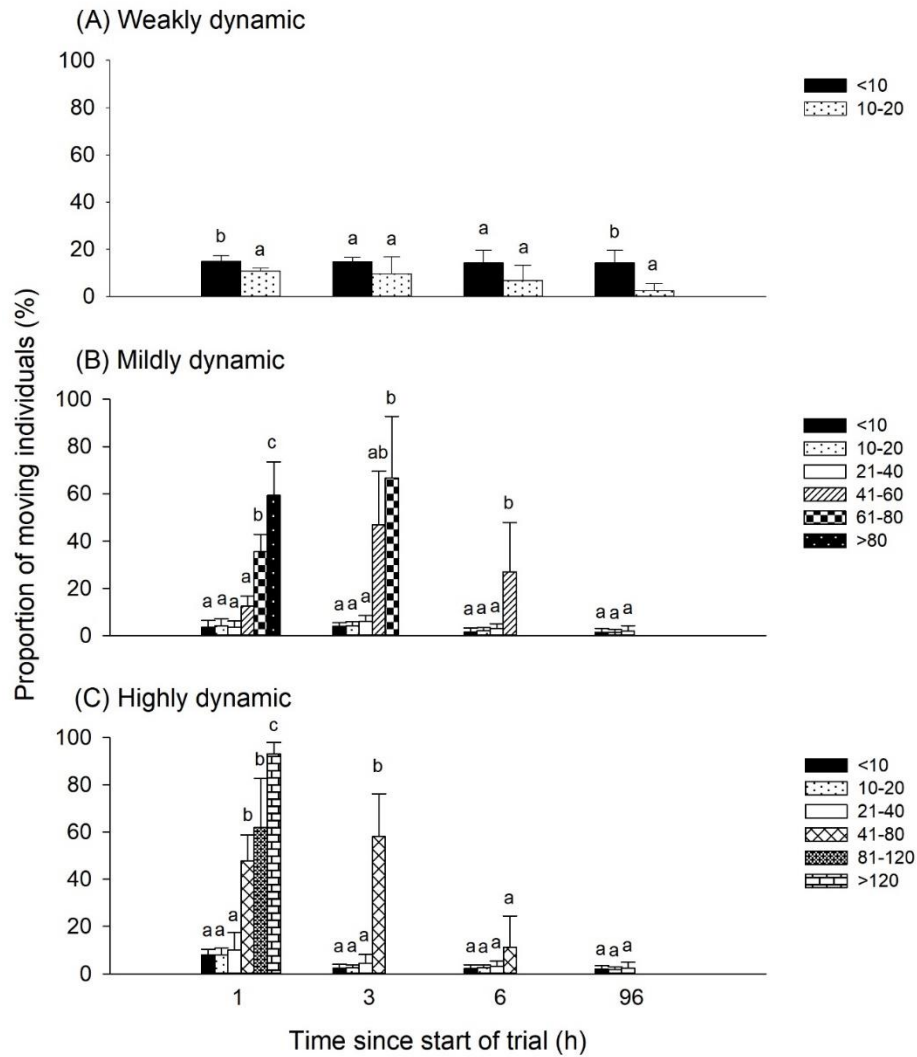 (A) Weakly dynamic
100
80
60
40
20
0
b a a a a a b a
<10
10-20
Proportion of moving individuals (%)
(B) Mildly dynamic
100
80
60
40
20
0
a a a a b c
a a a ab b
a a a b
a a a
<10
10-20
21-40
41-60
61-80
>80
(C) Highly dynamic
100
80
60
40
20
0
a a a b b c
a a a b
a a a a
a a a
<10
10-20
21-40
41-80
81-120
>120
1 3 6 96
Time since start of trial (h)